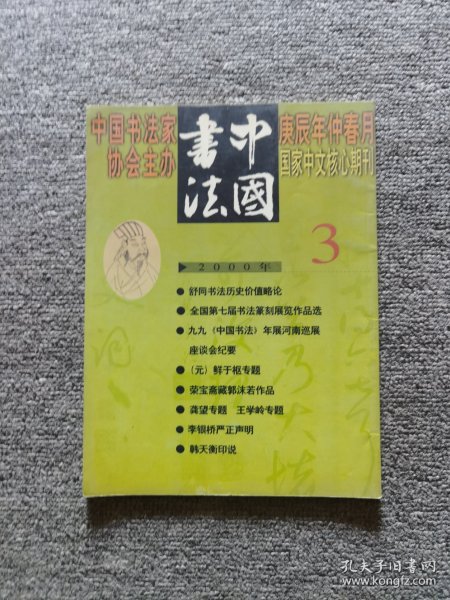 中国书法家
协会主办
中國
書法
庚辰年仲春月
国家中文核心期刊
3
2000年
● 舒同书法历史价值略论
● 全国第七届书法篆刻展览作品选
● 九九《中国书法》年展河南巡展
座谈会纪要
● (元) 鲜于枢专题
● 荣宝斋藏郭沫若作品
● 龚望专题 王学岭专题
● 李银桥严正声明
● 韩天衡印说
孔夫子旧书网
www.kongfz.com